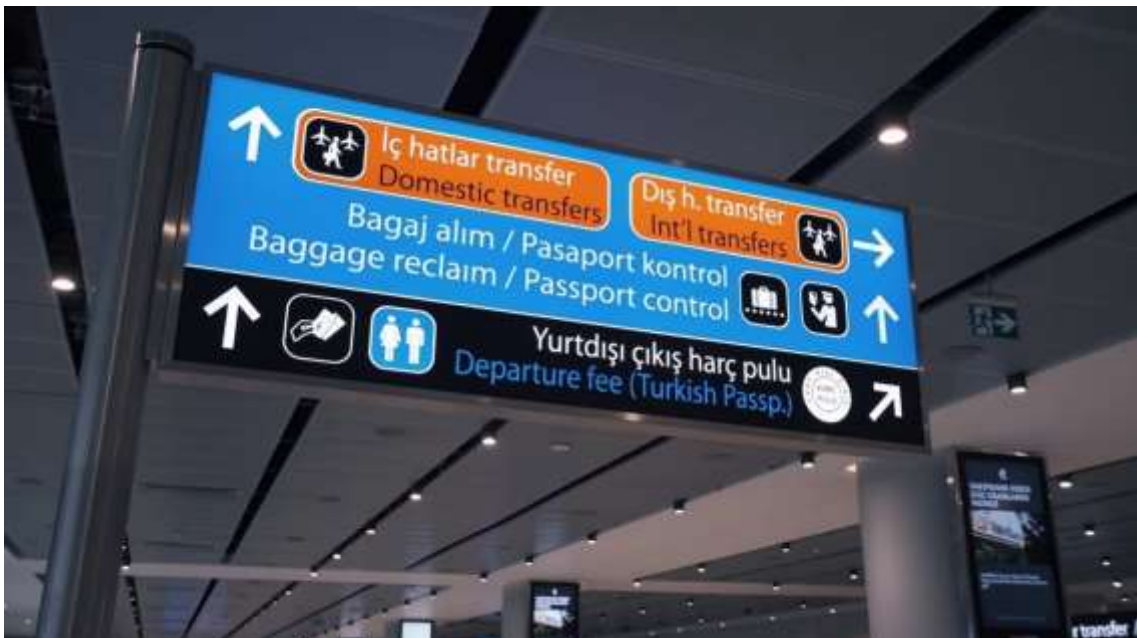 İç hatlar transfer
Domestic transfers
Dış h. transfer
Int'l transfers
Bagaj alım / Pasaport kontrol
Baggage reclaım / Passport control
Yurtdışı çıkış harç pulu
Departure fee (Turkish Passp.)
transfer